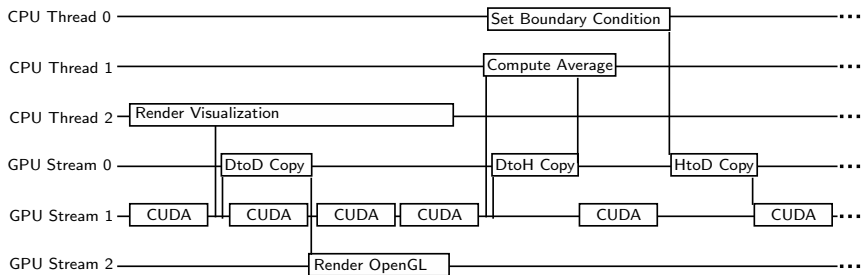 CPU Thread 0
Set Boundary Condition
CPU Thread 1
Compute Average
CPU Thread 2
Render Visualization
GPU Stream 0
DtoD Copy
DtoH Copy
HtoD Copy
GPU Stream 1
CUDA
CUDA
CUDA
CUDA
CUDA
CUDA
GPU Stream 2
Render OpenGL